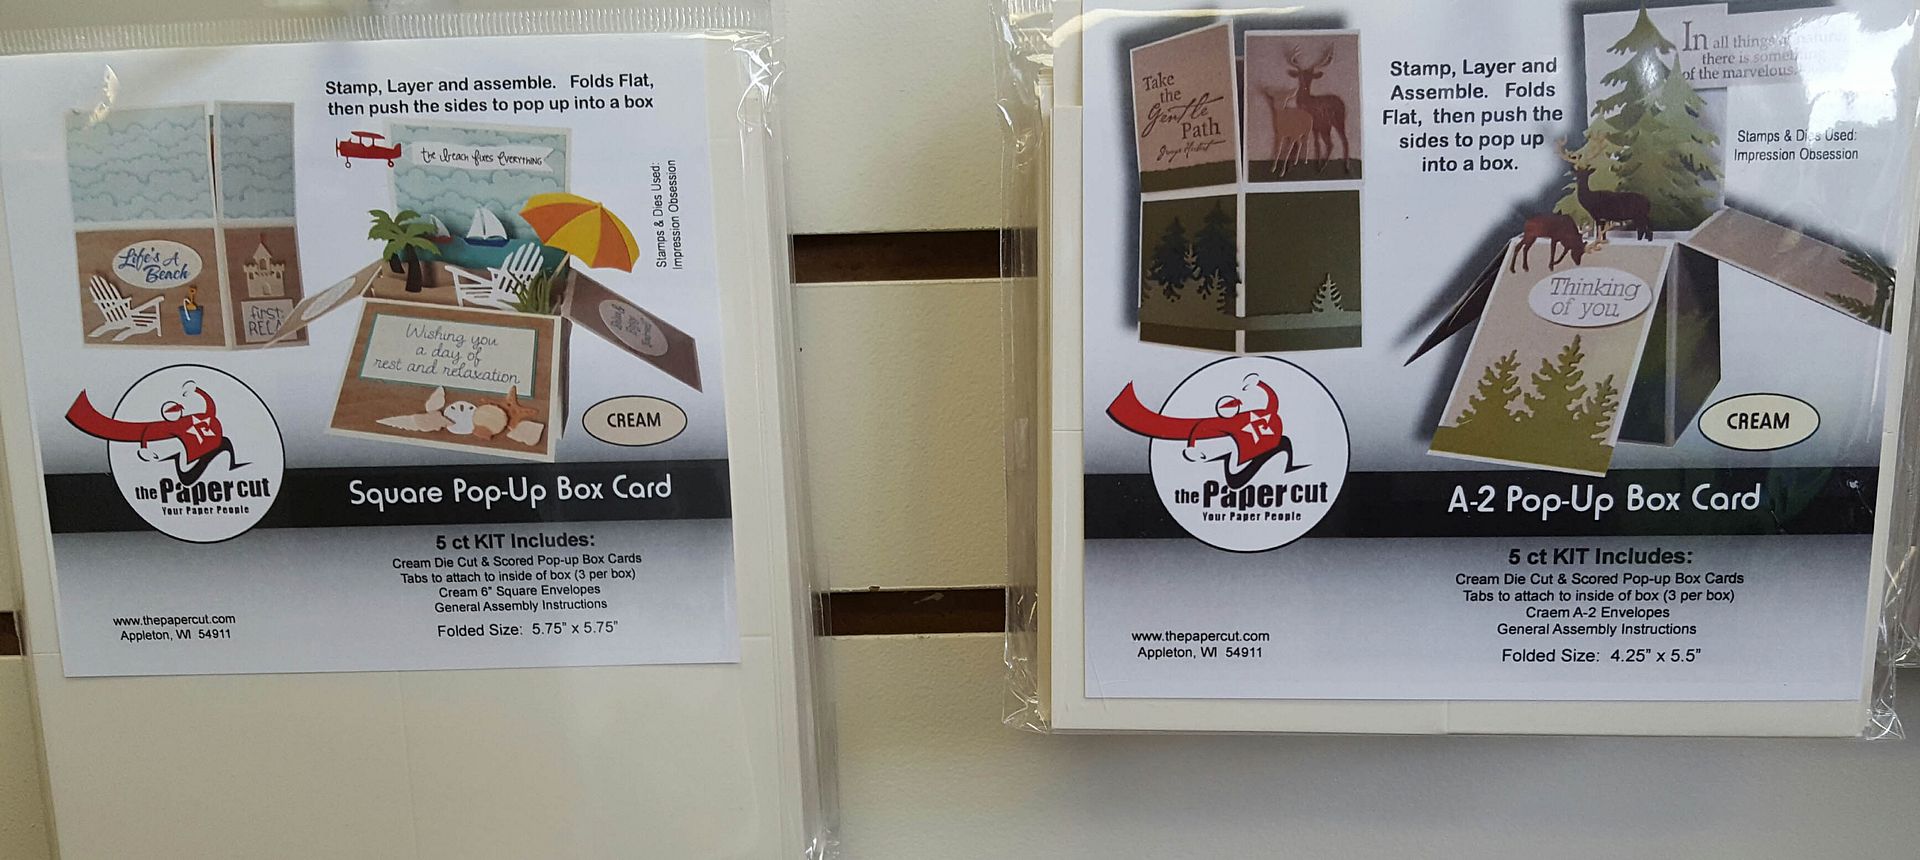 Stamp, Layer and assemble. Folds Flat,
then push the sides to pop up into a box
the beach fixes EVERYTHING
Stamps & Dies Used:
Impression Obsession
Life's A
Beach
first:
RELA
Wishing you
a day of
rest and relaxation
CREAM
the Paper cut
Your Paper People
Square Pop-Up Box Card
5 ct KIT Includes:
Cream Die Cut & Scored Pop-up Box Cards
Tabs to attach to inside of box (3 per box)
Cream 6" Square Envelopes
General Assembly Instructions
Folded Size: 5.75" x 5.75"
www.thepapercut.com
Appleton, WI 54911
Take
the
Gentle
Path
Stamp, Layer and
Assemble. Folds
Flat, then push the
sides to pop up
into a box.
In all things of nature
there is something
of the marvelous.
Stamps & Dies Used:
Impression Obsession
Thinking
of you
CREAM
the Paper cut
Your Paper People
A-2 Pop-Up Box Card
5 ct KIT Includes:
Cream Die Cut & Scored Pop-up Box Cards
Tabs to attach to inside of box (3 per box)
Craem A-2 Envelopes
General Assembly Instructions
Folded Size: 4.25" x 5.5"
www.thepapercut.com
Appleton, WI 54911